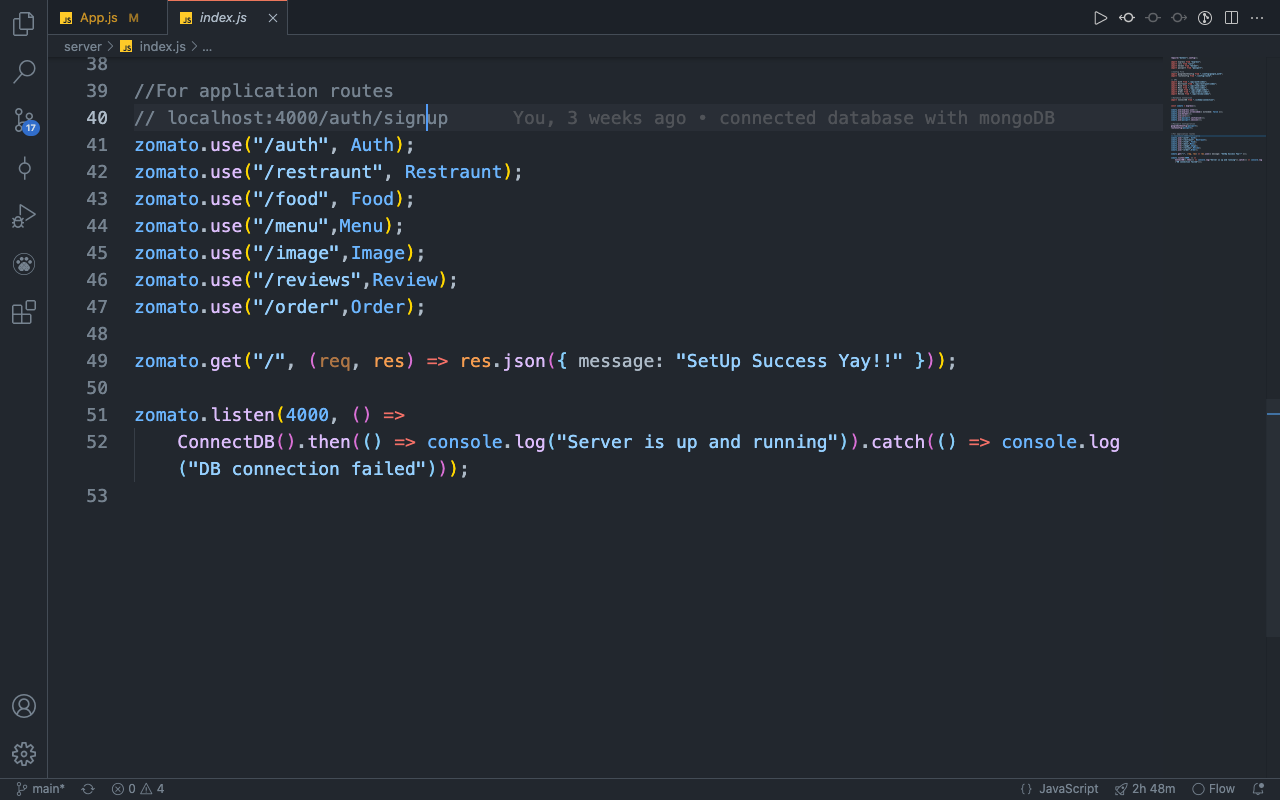 JS App.js M
JS index.js
server > JS index.js > ...
17
38
39 //For application routes
40 // localhost:4000/auth/signup You, 3 weeks ago • connected database with mongoDB
41 zomato.use("/auth", Auth);
42 zomato.use("/restraunt", Restraunt);
43 zomato.use("/food", Food);
44 zomato.use("/menu",Menu);
45 zomato.use("/image",Image);
46 zomato.use("/reviews",Review);
47 zomato.use("/order",Order);
48
49 zomato.get("/", (req, res) => res.json({ message: "SetUp Success Yay!!" }));
50
51 zomato.listen(4000, () =>
52 ConnectDB().then(() => console.log("Server is up and running")).catch(() => console.log
("DB connection failed")));
53
main* 0 4 {} JavaScript 2h 48m Flow